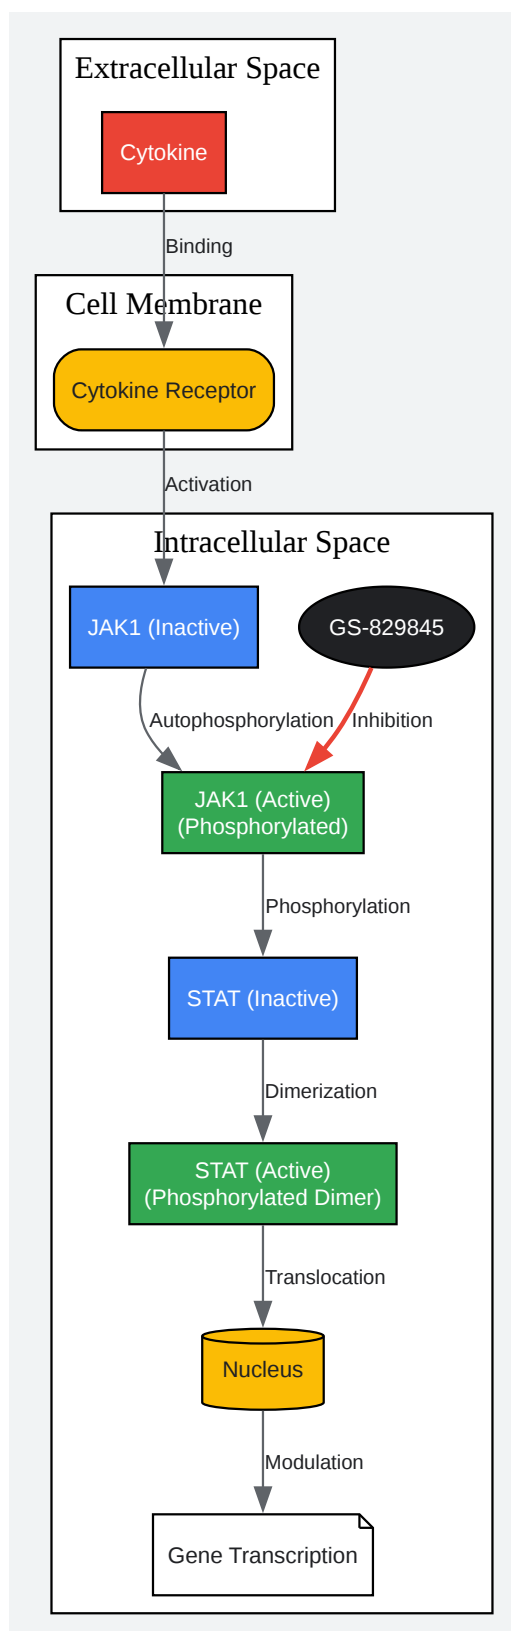 Extracellular Space
Cytokine
Binding
Cell Membrane
Cytokine Receptor
Activation
Intracellular Space
JAK1 (Inactive)
GS-829845
Autophosphorylation
Inhibition
JAK1 (Active)
(Phosphorylated)
Phosphorylation
STAT (Inactive)
Dimerization
STAT (Active)
(Phosphorylated Dimer)
Translocation
Nucleus
Modulation
Gene Transcription